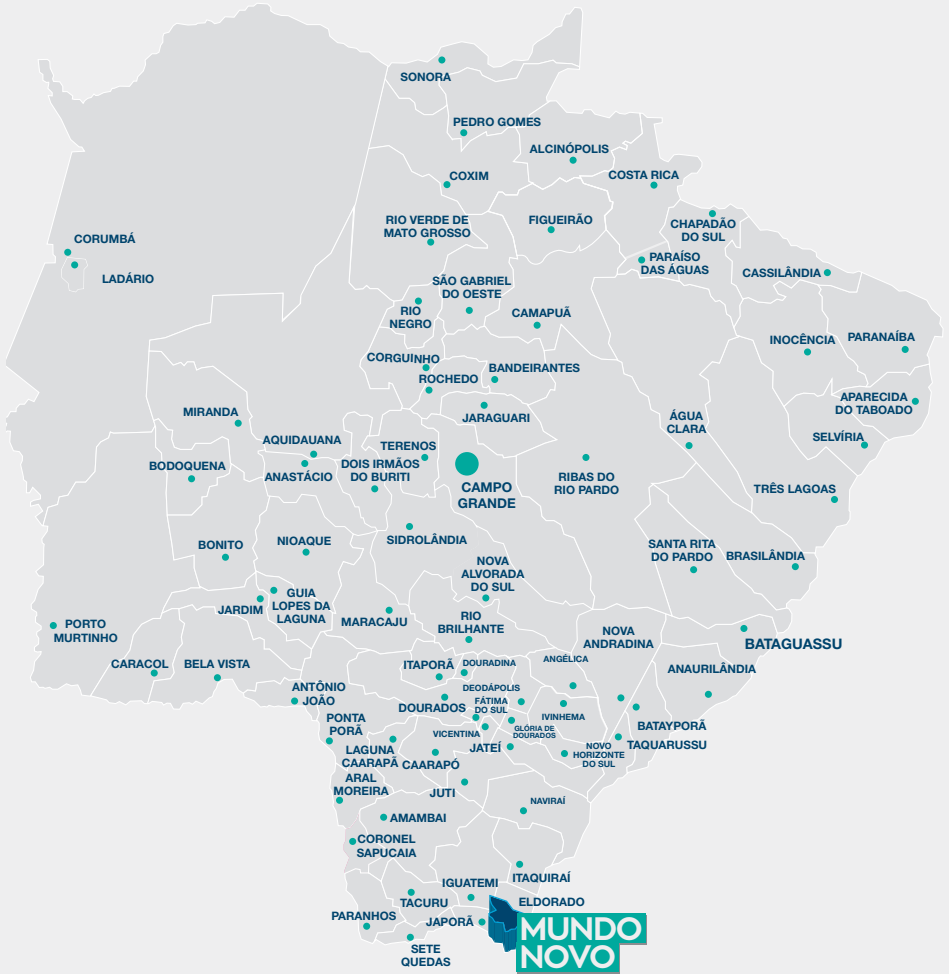 SONORA
PEDRO GOMES
ALCINÓPOLIS
COXIM
COSTA RICA
RIO VERDE DE
MATO GROSSO
FIGUEIRÃO
CHAPADÃO
DO SUL
CORUMBÁ
LADÁRIO
PARAÍSO
DAS ÁGUAS
CASSILÂNDIA
SÃO GABRIEL
DO OESTE
RIO
NEGRO
CAMAPUÃ
INOCÊNCIA
PARANAÍBA
CORGUINHO
ROCHEDO
BANDEIRANTES
APARECIDA
DO TABOADO
MIRANDA
JARAGUARI
ÁGUA
CLARA
AQUIDAUANA
TERENOS
SELVÍRIA
BODOQUENA
ANASTÁCIO
DOIS IRMÃOS
DO BURITI
CAMPO
GRANDE
RIBAS DO
RIO PARDO
TRÊS LAGOAS
SIDROLÂNDIA
BONITO
NIOAQUE
SANTA RITA
DO PARDO
BRASILÂNDIA
NOVA
ALVORADA
DO SUL
JARDIM
GUIA
LOPES DA
LAGUNA
MARACAJU
RIO
BRILHANTE
PORTO
MURTINHO
NOVA
ANDRADINA
BATAGUASSU
CARACOL
BELA VISTA
ITAPORÃ
DOURADINA
ANGÉLICA
ANAURILÂNDIA
ANTÔNIO
JOÃO
DEODÁPOLIS
DOURADOS
FÁTIMA
DO SUL
IVINHEMA
PONTA
PORÃ
VICENTINA
GLÓRIA DE
DOURADOS
BATAYPORÃ
TAQUARUSSU
LAGUNA
CAARAPÃ
CAARAPÓ
JATEÍ
NOVO
HORIZONTE
DO SUL
ARAL
MOREIRA
JUTI
NAVIRAÍ
AMAMBAI
CORONEL
SAPUCAIA
ITAQUIRAÍ
IGUATEMI
TACURU
ELDORADO
PARANHOS
JAPORÃ
MUNDO
NOVO
SETE
QUEDAS